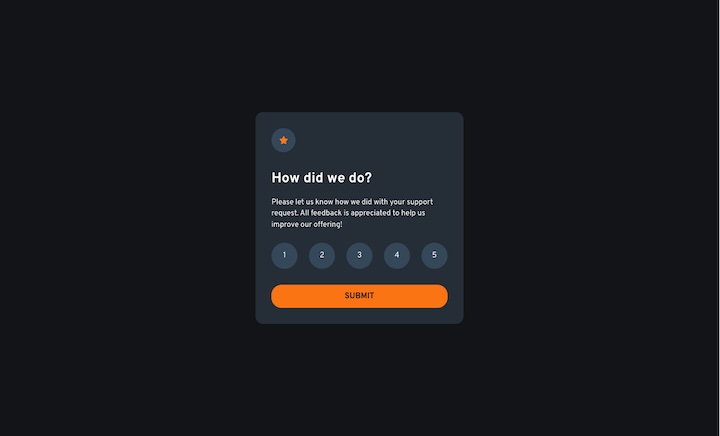 How did we do?
Please let us know how we did with your support
request. All feedback is appreciated to help us
improve our offering!
1 2 3 4 5
SUBMIT